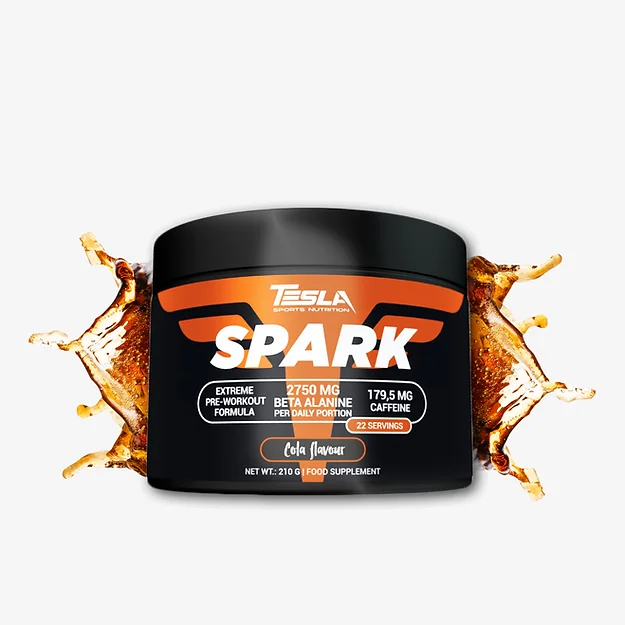 TESLA
SPORTS NUTRITION
SPARK
EXTREME
PRE-WORKOUT
FORMULA
2750 MG
BETA ALANINE
PER DAILY PORTION
179,5 MG
CAFFEINE
22 SERVINGS
Cola flavour
NET WT.: 210 G | FOOD SUPPLEMENT